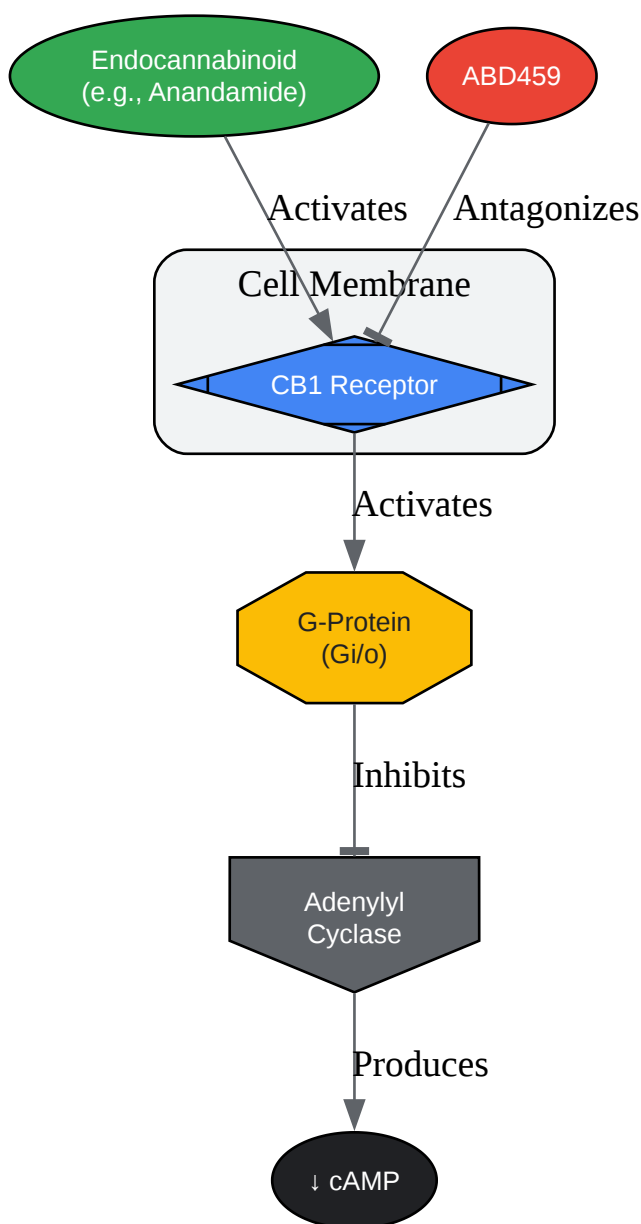 Endocannabinoid
(e.g., Anandamide)
ABD459
Activates
Antagonizes
Cell Membrane
CB1 Receptor
Activates
G-Protein
(Gi/o)
Inhibits
Adenylyl
Cyclase
Produces
↓ cAMP